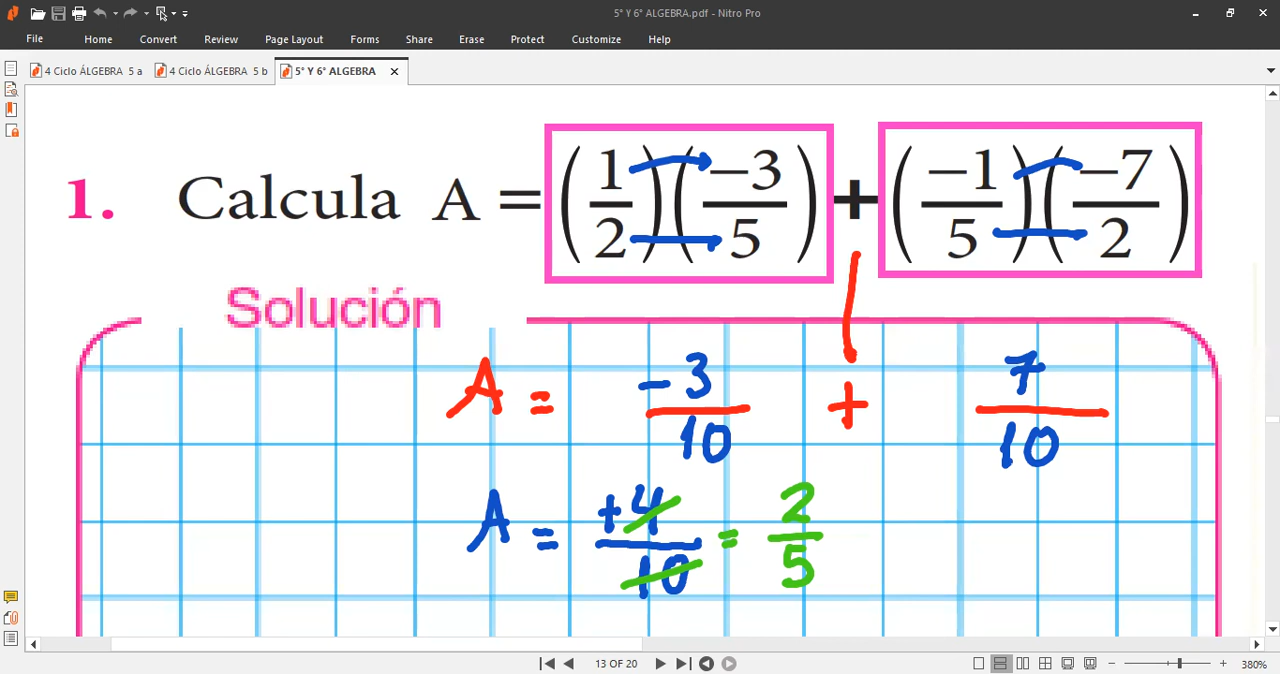 5° Y 6° ALGEBRA.pdf - Nitro Pro
File Home Convert Review Page Layout Forms Share Erase Protect Customize Help
4 Ciclo ÁLGEBRA 5 a 4 Ciclo ÁLGEBRA 5 b 5° Y 6° ALGEBRA
1. Calcula A = (1/2)(-3/5) + (-1/5)(-7/2)
Solución
A = -3/10 + 7/10
A = +4/10 = 2/5
13 OF 20 380%